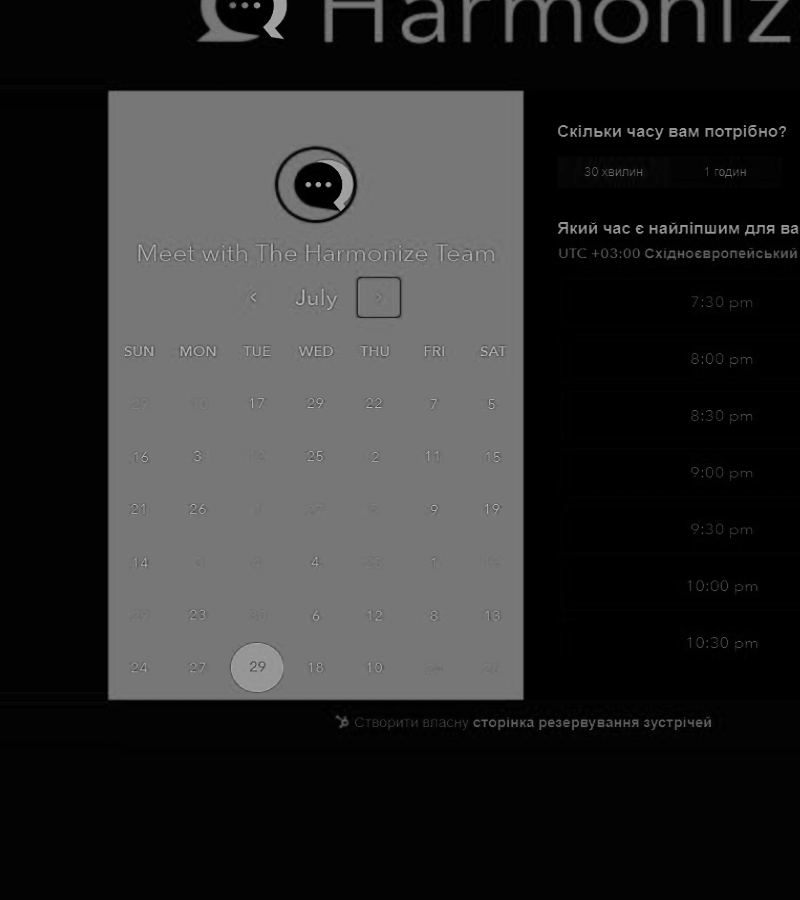 Harmoniz
Meet with The Harmonize Team
July
SUN MON TUE WED THU FRI SAT
17 29 22 7 5
16 3 25 2 11 15
21 26 9 19
14 4
23 6 12 8 13
24 27 29 18 10
Скільки часу вам потрібно?
30 хвилин 1 годин
Який час є найліпшим для ва
UTC +03:00 Східноєвропейський
7:30 pm
8:00 pm
8:30 pm
9:00 pm
9:30 pm
10:00 pm
10:30 pm
Створити власну сторінка резервування зустрічей